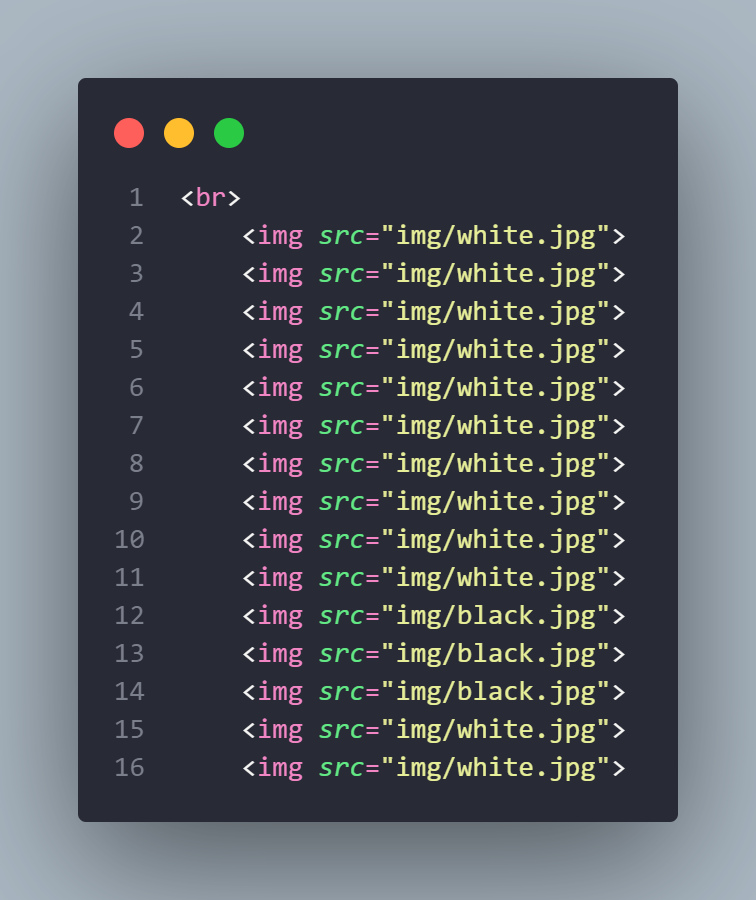 1 <br>
2 <img src="img/white.jpg">
3 <img src="img/white.jpg">
4 <img src="img/white.jpg">
5 <img src="img/white.jpg">
6 <img src="img/white.jpg">
7 <img src="img/white.jpg">
8 <img src="img/white.jpg">
9 <img src="img/white.jpg">
10 <img src="img/white.jpg">
11 <img src="img/white.jpg">
12 <img src="img/black.jpg">
13 <img src="img/black.jpg">
14 <img src="img/black.jpg">
15 <img src="img/white.jpg">
16 <img src="img/white.jpg">